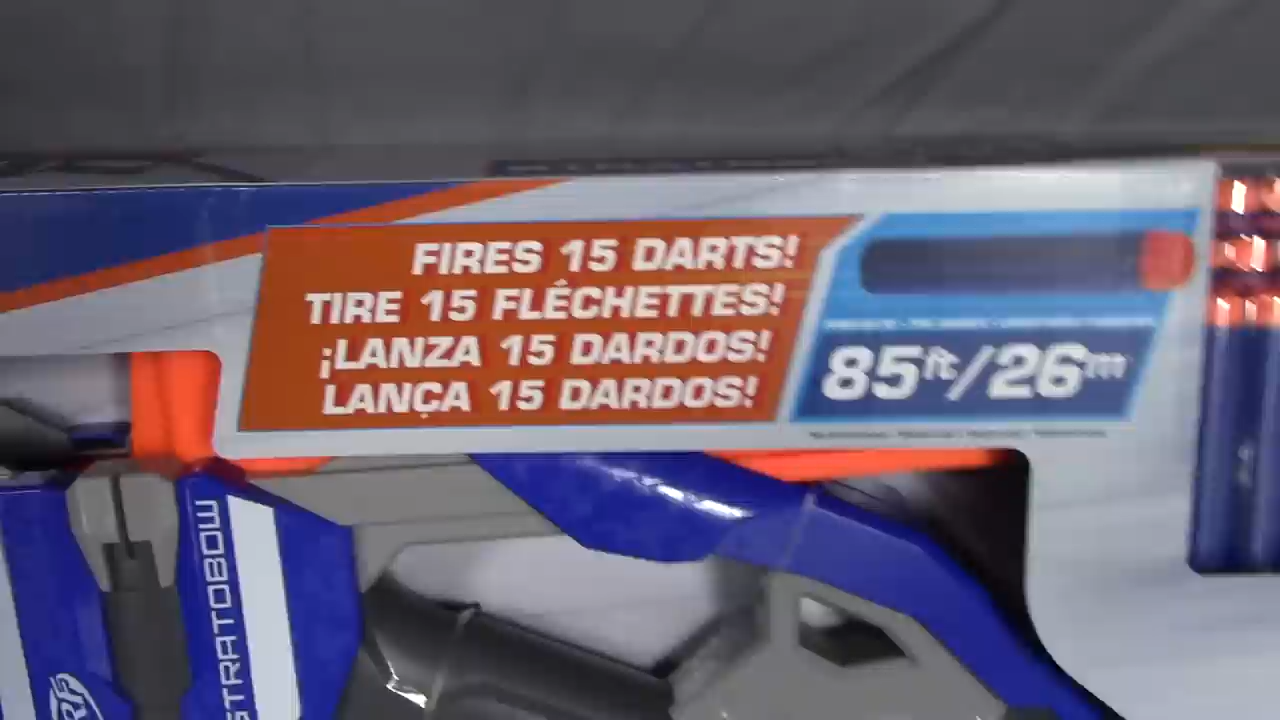 FIRES 15 DARTS!
TIRE 15 FLÉCHETTES!
¡LANZA 15 DARDOS!
LANÇA 15 DARDOS!
85ft/26m
STRATOBOW